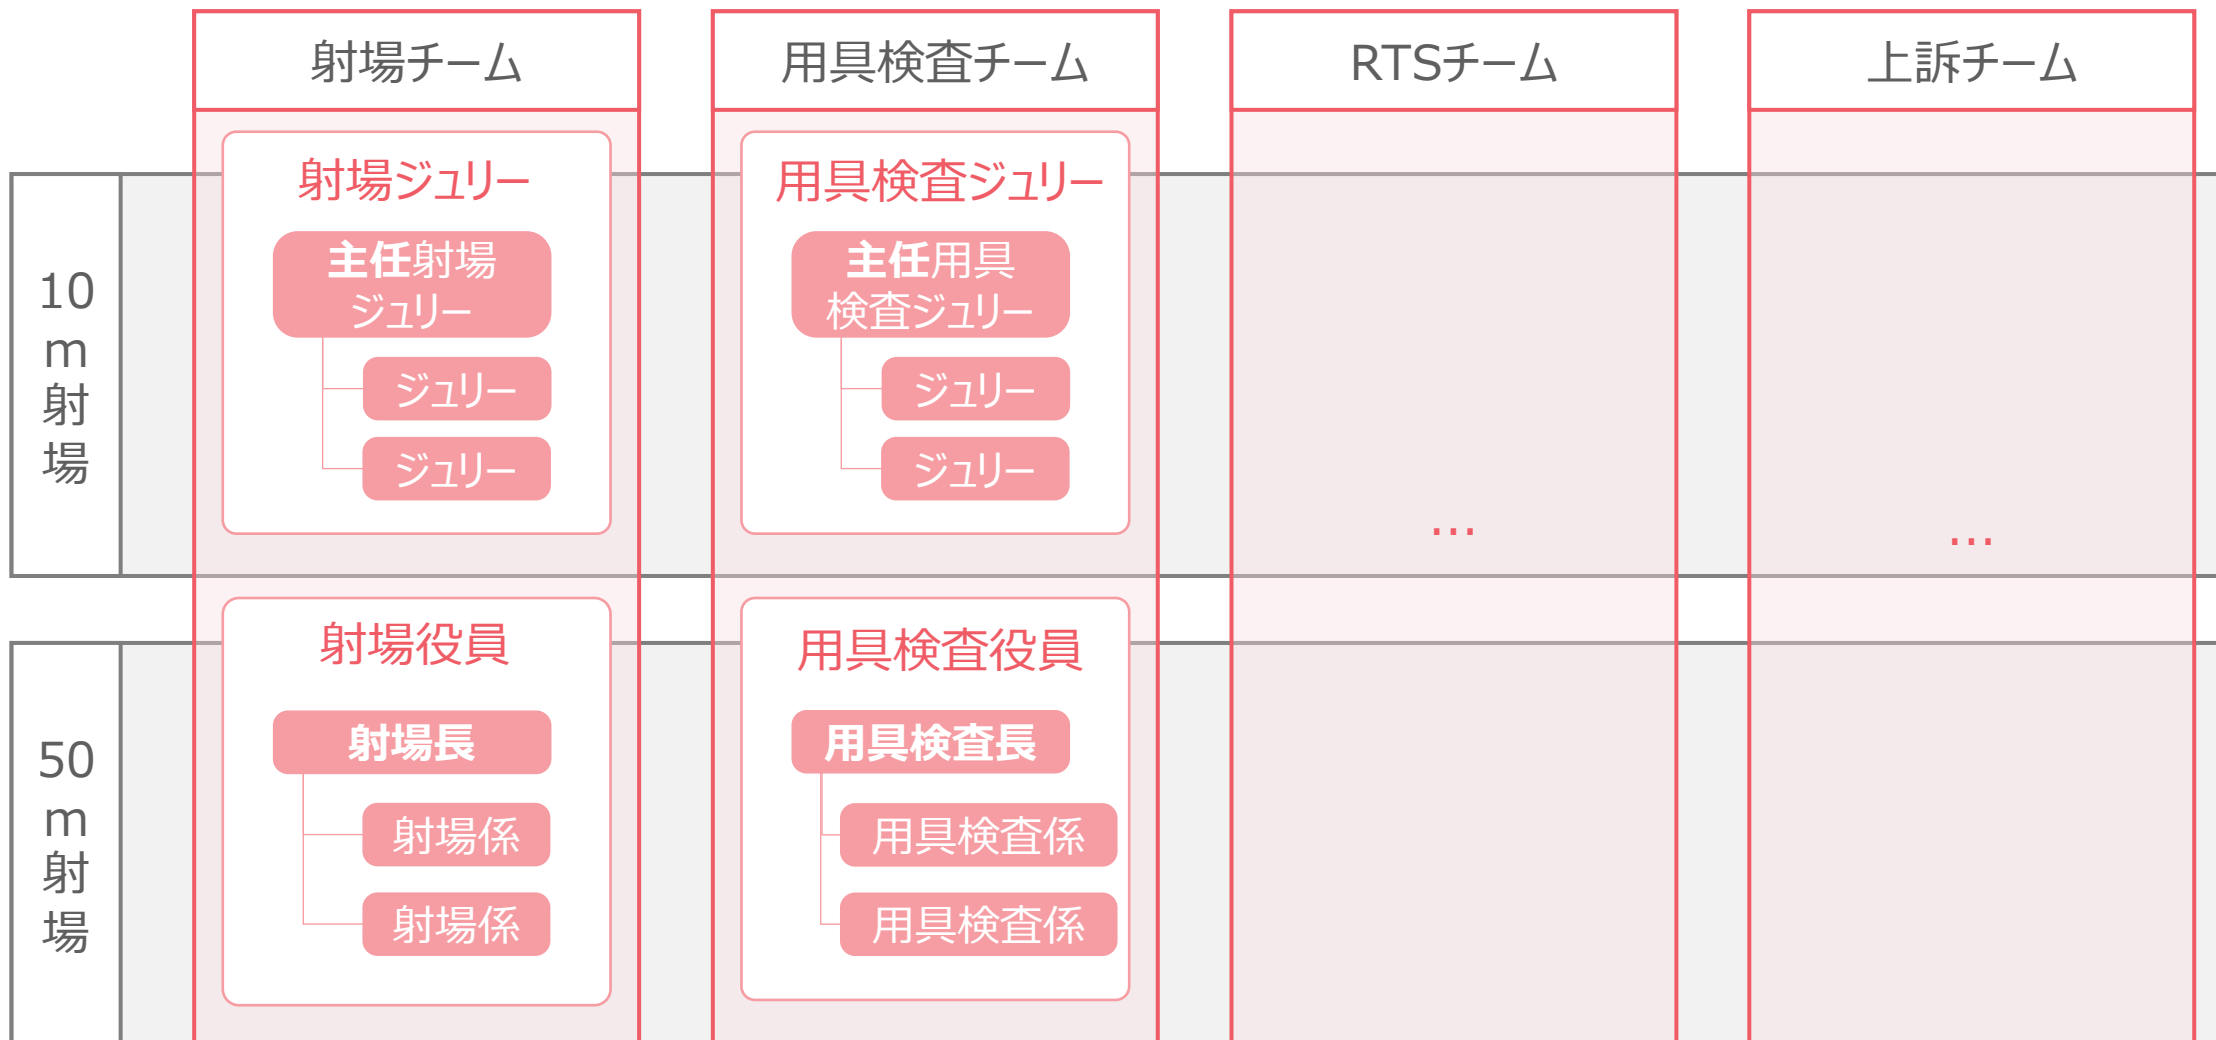 射場チーム
用具検査チーム
RTSチーム
上訴チーム
10
m
射
場
射場ジュリー
主任射場
ジュリー
ジュリー
ジュリー
用具検査ジュリー
主任用具
検査ジュリー
ジュリー
ジュリー
...
...
50
m
射
場
射場役員
射場長
射場係
射場係
用具検査役員
用具検査長
用具検査係
用具検査係